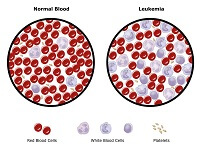 Normal Blood
Leukemia
Red Blood Cells
White Blood Cells
Platelets